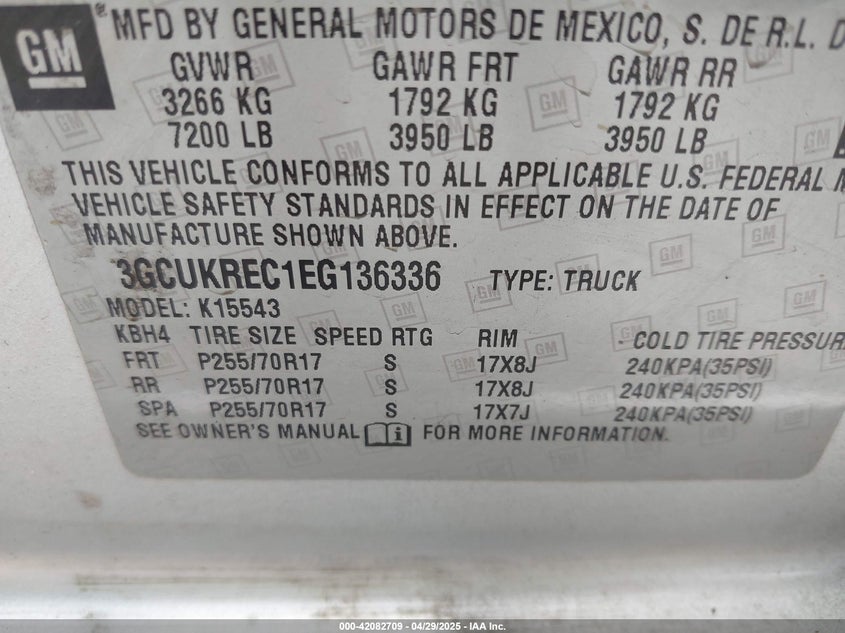 GM ® MFD BY GENERAL MOTORS DE MEXICO, S. DE R.L. D
GVWR GAWR FRT GAWR RR
3266 KG 1792 KG 1792 KG
7200 LB 3950 LB 3950 LB
THIS VEHICLE CONFORMS TO ALL APPLICABLE U.S. FEDERAL M
VEHICLE SAFETY STANDARDS IN EFFECT ON THE DATE OF
MANUFACTURE SHOWN ABOVE.
3GCUKREC1EG136336 TYPE: TRUCK
MODEL: K15543
KBH4 TIRE SIZE SPEED RTG RIM COLD TIRE PRESSUR
FRT P255/70R17 S 17X8J 240KPA(35PSI)
RR P255/70R17 S 17X8J 240KPA(35PSI)
SPA P255/70R17 S 17X7J 240KPA(35PSI)
SEE OWNER'S MANUAL i FOR MORE INFORMATION.
000-42082709 - 04/29/2025 - IAA Inc.